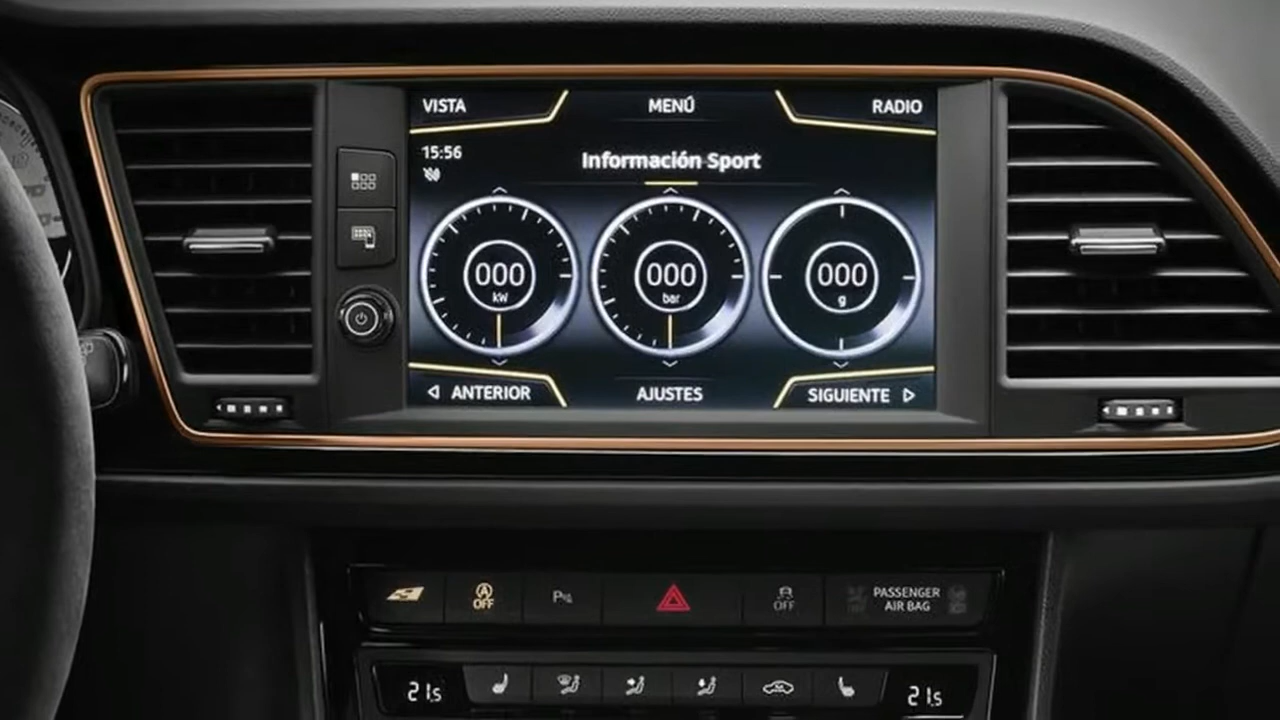 VISTA
MENÚ
RADIO
15:56
Información Sport
000
kW
000
bar
000
g
ANTERIOR
AJUSTES
SIGUIENTE
OFF
P
OFF
PASSENGER
AIR BAG
21.5
21.5